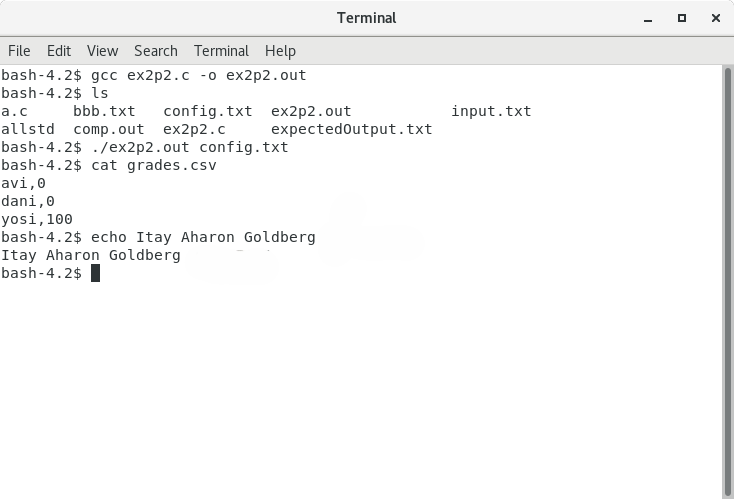 Terminal
File Edit View Search Terminal Help
bash-4.2$ gcc ex2p2.c -o ex2p2.out
bash-4.2$ ls
a.c     bbb.txt   config.txt  ex2p2.out           input.txt
allstd  comp.out  ex2p2.c     expectedOutput.txt
bash-4.2$ ./ex2p2.out config.txt
bash-4.2$ cat grades.csv
avi,0
dani,0
yosi,100
bash-4.2$ echo Itay Aharon Goldberg
Itay Aharon Goldberg
bash-4.2$